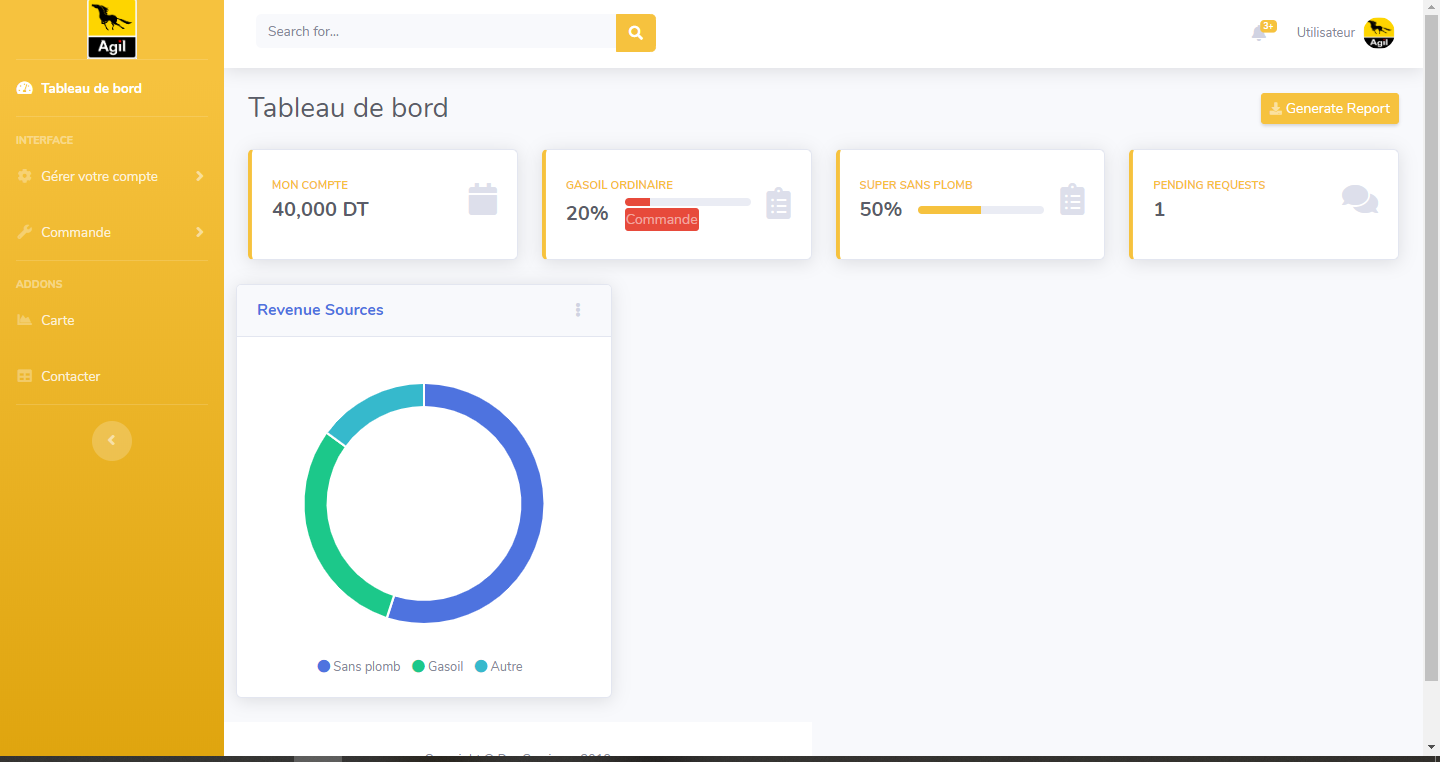 Agil
Search for...
3+
Utilisateur
Agil
Tableau de bord
INTERFACE
Gérer votre compte
Commande
ADDONS
Carte
Contacter
Tableau de bord
Generate Report
MON COMPTE
40,000 DT
GASOIL ORDINAIRE
20%
Commande
SUPER SANS PLOMB
50%
PENDING REQUESTS
1
Revenue Sources
Sans plomb Gasoil Autre